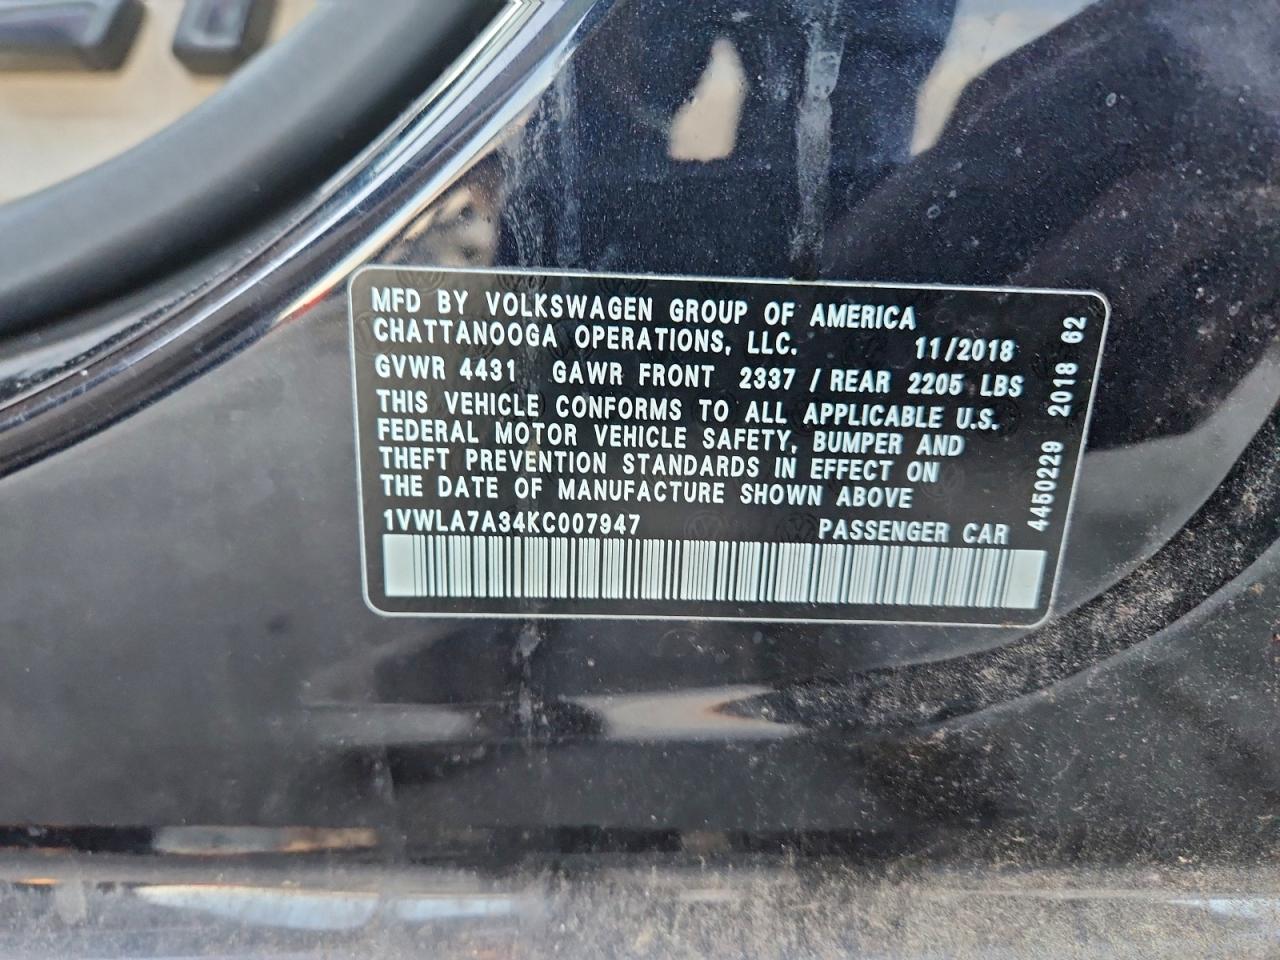 MFD BY VOLKSWAGEN GROUP OF AMERICA
CHATTANOOGA OPERATIONS, LLC. 11/2018
GVWR 4431 GAWR FRONT 2337 / REAR 2205 LBS
THIS VEHICLE CONFORMS TO ALL APPLICABLE U.S.
FEDERAL MOTOR VEHICLE SAFETY, BUMPER AND
THEFT PREVENTION STANDARDS IN EFFECT ON
THE DATE OF MANUFACTURE SHOWN ABOVE
1VWLA7A34KC007947 PASSENGER CAR
4450229 2018 62